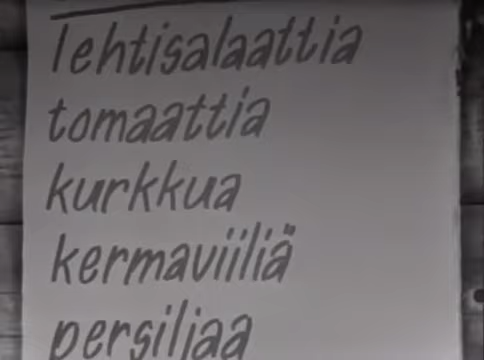 lehtisalaattia
tomaattia
kurkkua
kermaviiliä
persiljaa